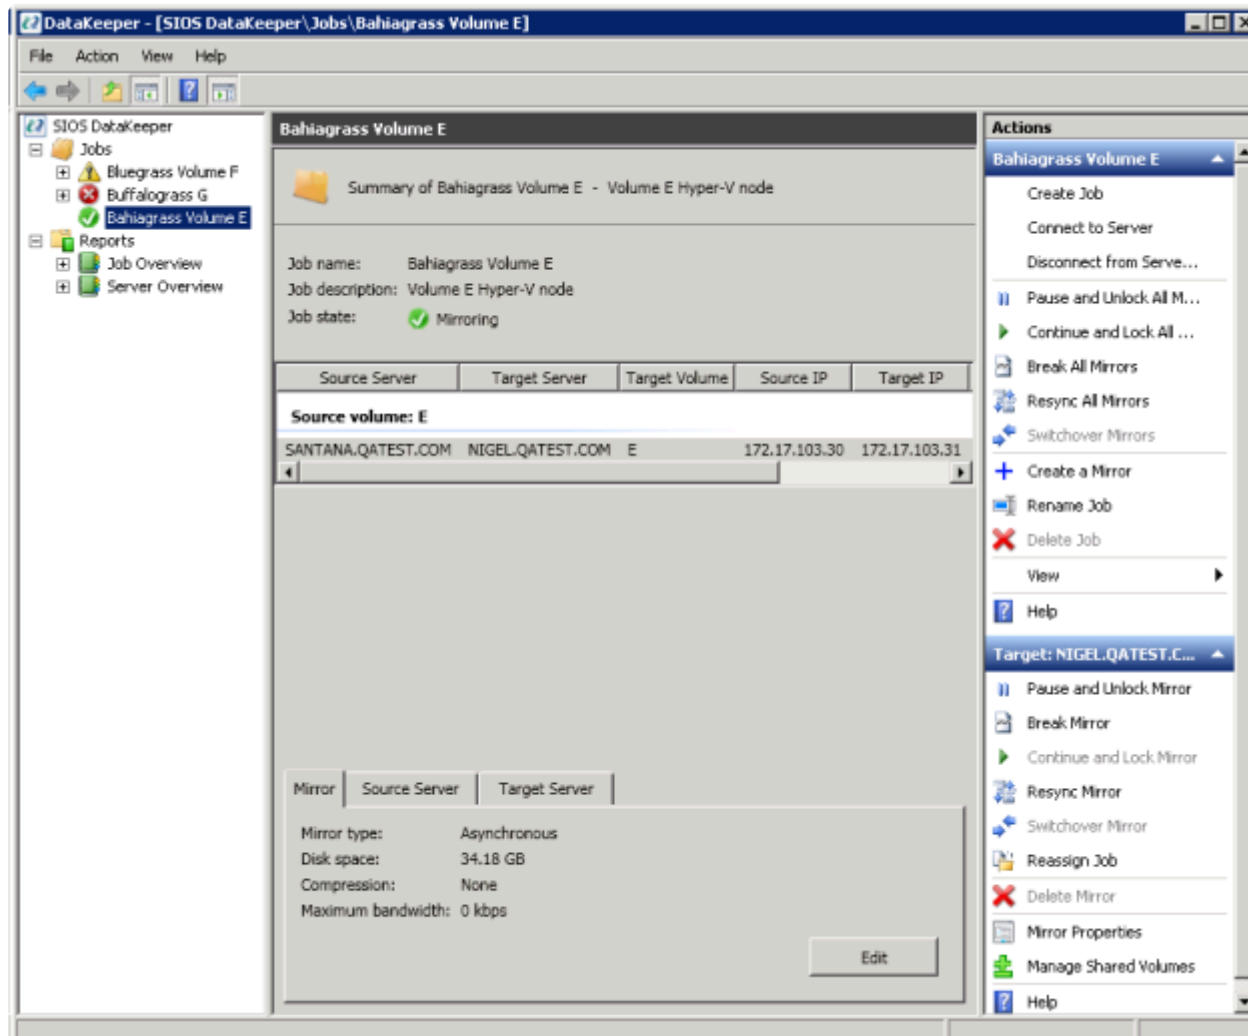 DataKeeper - [SIOS DataKeeper\Jobs\Bahiagrass Volume E]
File Action View Help
SIOS DataKeeper
Jobs
Bluegrass Volume F
Buffalograss G
Bahiagrass Volume E
Reports
Job Overview
Server Overview
Bahiagrass Volume E
Summary of Bahiagrass Volume E - Volume E Hyper-V node
Job name: Bahiagrass Volume E
Job description: Volume E Hyper-V node
Job state: Mirroring
Source Server Target Server Target Volume Source IP Target IP
Source volume: E
SANTANA.QATEST.COM NIGEL.QATEST.COM E 172.17.103.30 172.17.103.31
Mirror Source Server Target Server
Mirror type: Asynchronous
Disk space: 34.18 GB
Compression: None
Maximum bandwidth: 0 kbps
Edit
Actions
Bahiagrass Volume E
Create Job
Connect to Server
Disconnect from Serve...
Pause and Unlock All M...
Continue and Lock All ...
Break All Mirrors
Resync All Mirrors
Switchover Mirrors
Create a Mirror
Rename Job
Delete Job
View
Help
Target: NIGEL.QATEST.C...
Pause and Unlock Mirror
Break Mirror
Continue and Lock Mirror
Resync Mirror
Switchover Mirror
Reassign Job
Delete Mirror
Mirror Properties
Manage Shared Volumes
Help